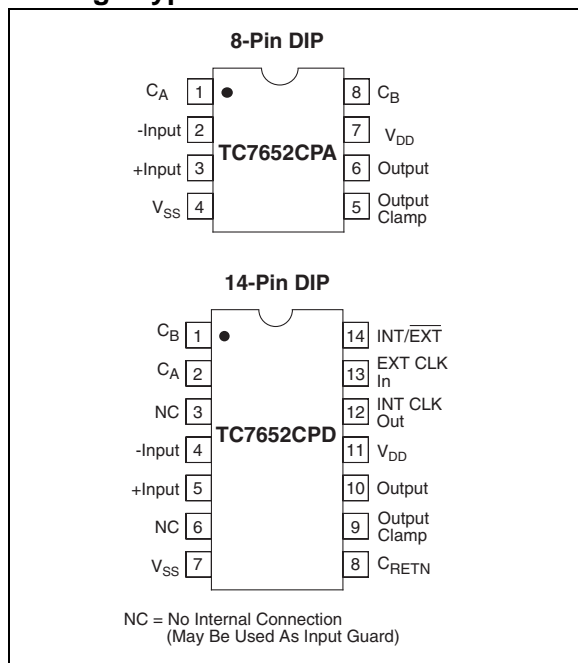 8-Pin DIP
CA 1 8 CB
-Input 2 7 VDD
TC7652CPA
+Input 3 6 Output
VSS 4 5 Output
Clamp
14-Pin DIP
CB 1 14 INT/EXT
CA 2 13 EXT CLK
In
NC 3 12 INT CLK
Out
TC7652CPD
-Input 4 11 VDD
+Input 5 10 Output
NC 6 9 Output
Clamp
VSS 7 8 CRETN
NC = No Internal Connection
(May Be Used As Input Guard)